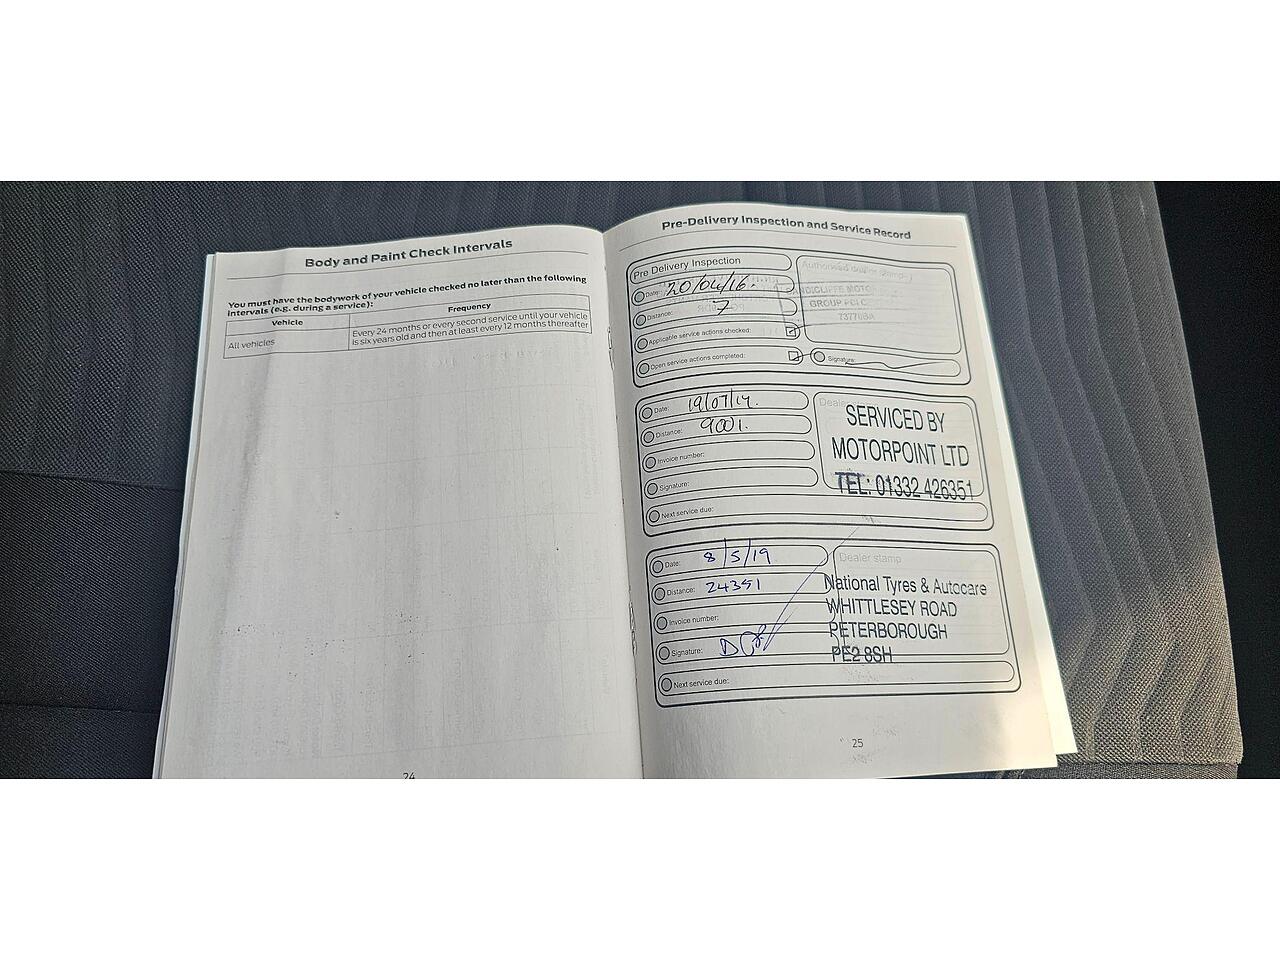 Body and Paint Check Intervals
You must have the bodywork of your vehicle checked no later than the following
intervals (e.g. during a service):
Vehicle
Frequency
All vehicles
Every 24 months or every second service until your vehicle
is six years old and then at least every 12 months thereafter
24
Pre-Delivery Inspection and Service Record
Pre Delivery Inspection
Date: 20/04/16.
Distance: 7
Applicable service actions checked:
Open service actions completed:
Authorised dealer stamp
GROUP
Signature:
Date: 19/07/17.
Distance: 9001.
Invoice number:
Signature:
Next service due:
Dealer stamp
SERVICED BY
MOTORPOINT LTD
TEL: 01332 426351
Date: 8/5/19
Distance: 24351
Invoice number:
Signature:
Next service due:
Dealer stamp
National Tyres & Autocare
WHITTLESEY ROAD
PETERBOROUGH
PE2 8SH
25